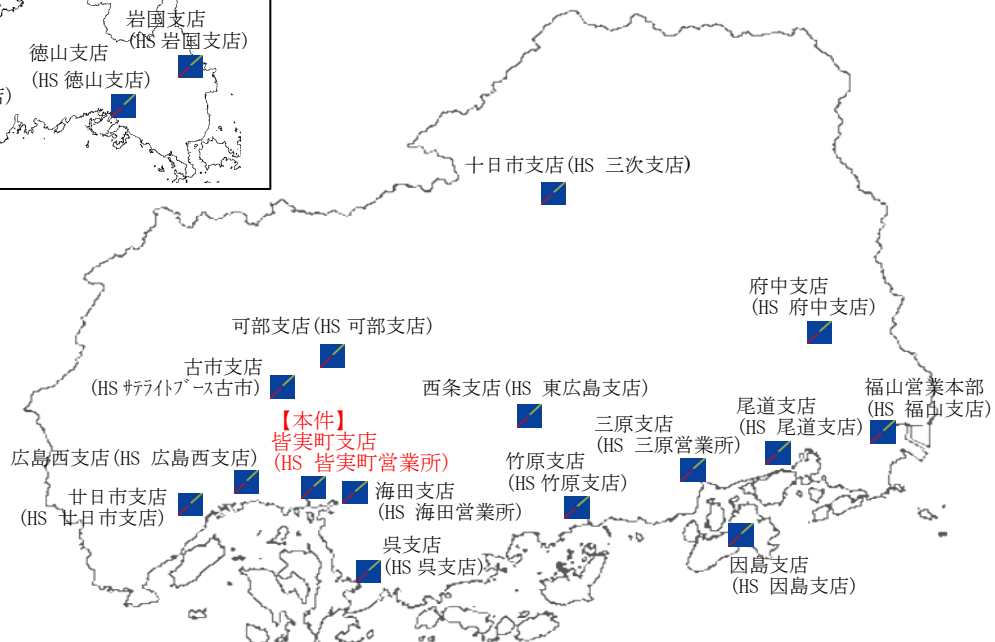 岩国支店
(HS 岩国支店)
徳山支店
(HS 徳山支店)
店)
十日市支店(HS 三次支店)
府中支店
(HS 府中支店)
可部支店(HS 可部支店)
古市支店
(HS ｻﾃﾗｲﾄﾌﾞｰｽ古市)
西条支店(HS 東広島支店)
福山営業本部
(HS 福山支店)
尾道支店
(HS 尾道支店)
三原支店
(HS 三原営業所)
【本件】
皆実町支店
(HS 皆実町営業所)
広島西支店(HS 広島西支店)
竹原支店
(HS 竹原支店)
廿日市支店
(HS 廿日市支店)
海田支店
(HS 海田営業所)
呉支店
(HS 呉支店)
因島支店
(HS 因島支店)